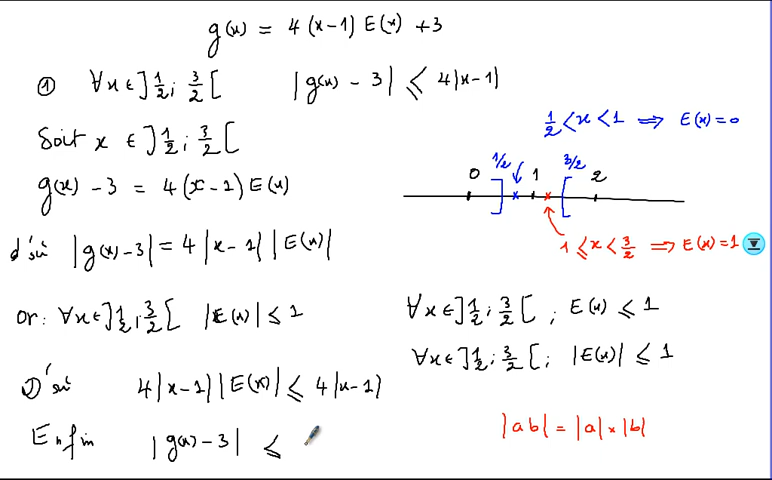 g(x) = 4(x-1) E(x) + 3
① ∀x∈]1/2; 3/2[ |g(x) - 3| ≤ 4|x-1|
Soit x ∈ ]1/2; 3/2[
g(x) - 3 = 4(x-1) E(x)
d'où |g(x)-3| = 4|x-1| |E(x)|
or: ∀x∈]1/2; 3/2[ |E(x)| ≤ 1
D'où 4|x-1| |E(x)| ≤ 4|x-1|
Enfin |g(x)-3| ≤
1/2 < x < 1 ⟹ E(x)=0
0 1/2 1 3/2 2
1 ≤ x < 3/2 ⟹ E(x)=1
∀x∈]1/2; 3/2[ ; E(x) ≤ 1
∀x∈]1/2; 3/2[; |E(x)| ≤ 1
|ab| = |a| × |b|